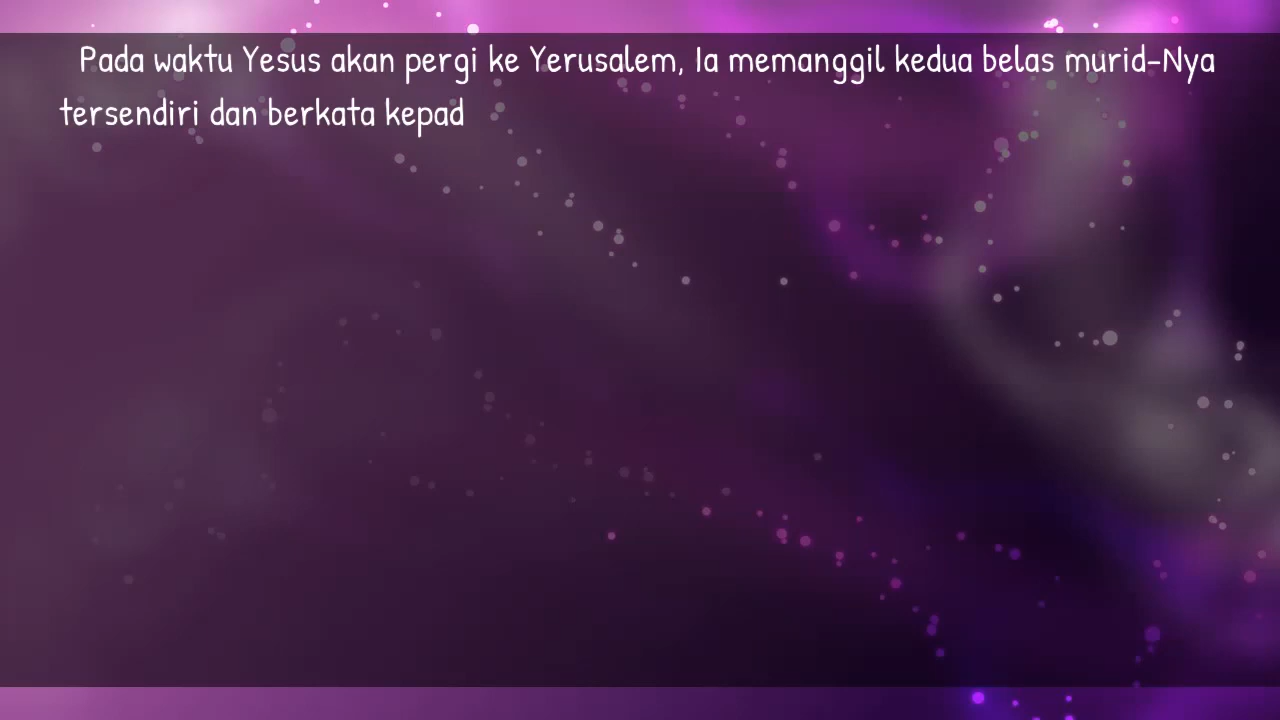 Pada waktu Yesus akan pergi ke Yerusalem, Ia memanggil kedua belas murid-Nya
tersendiri dan berkata kepad